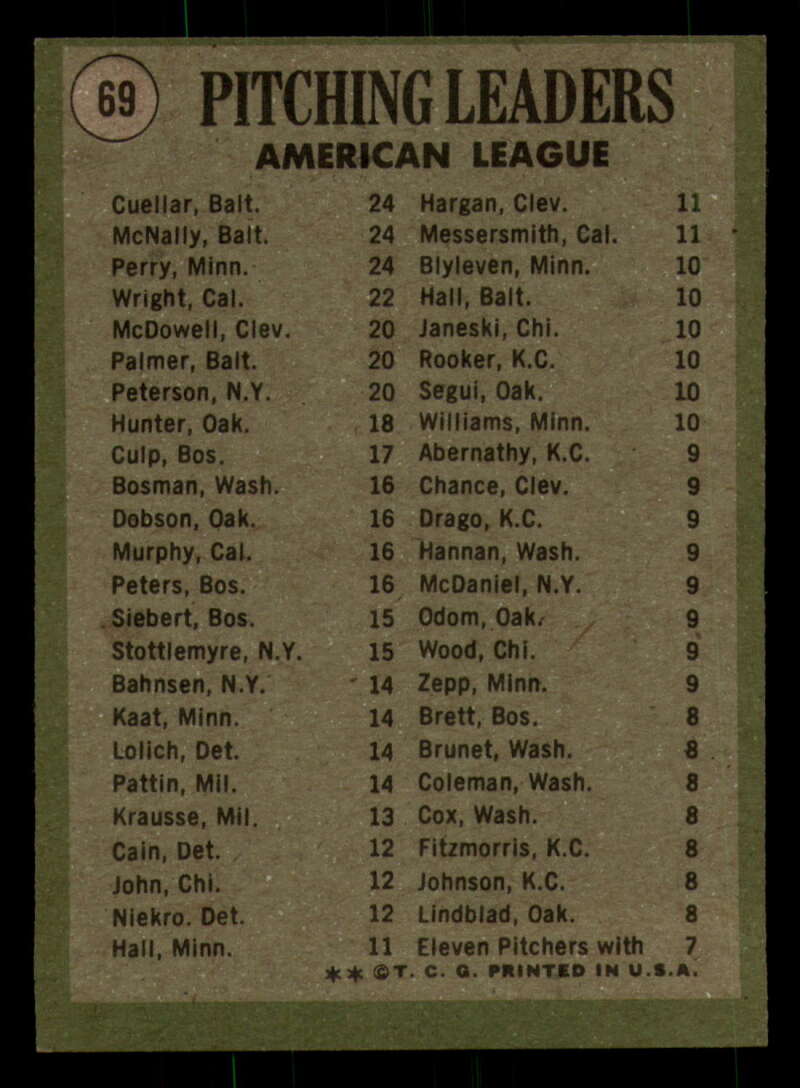 69
PITCHING LEADERS
AMERICAN LEAGUE
Cuellar, Balt. 24
McNally, Balt. 24
Perry, Minn. 24
Wright, Cal. 22
McDowell, Clev. 20
Palmer, Balt. 20
Peterson, N.Y. 20
Hunter, Oak. 18
Culp, Bos. 17
Bosman, Wash. 16
Dobson, Oak. 16
Murphy, Cal. 16
Peters, Bos. 16
Siebert, Bos. 15
Stottlemyre, N.Y. 15
Bahnsen, N.Y. 14
Kaat, Minn. 14
Lolich, Det. 14
Pattin, Mil. 14
Krausse, Mil. 13
Cain, Det. 12
John, Chi. 12
Niekro. Det. 12
Hall, Minn. 11
Hargan, Clev. 11
Messersmith, Cal. 11
Blyleven, Minn. 10
Hall, Balt. 10
Janeski, Chi. 10
Rooker, K.C. 10
Segui, Oak. 10
Williams, Minn. 10
Abernathy, K.C. 9
Chance, Clev. 9
Drago, K.C. 9
Hannan, Wash. 9
McDaniel, N.Y. 9
Odom, Oak. 9
Wood, Chi. 9
Zepp, Minn. 9
Brett, Bos. 8
Brunet, Wash. 8
Coleman, Wash. 8
Cox, Wash. 8
Fitzmorris, K.C. 8
Johnson, K.C. 8
Lindblad, Oak. 8
Eleven Pitchers with 7
** ©T. C. G. PRINTED IN U.S.A.